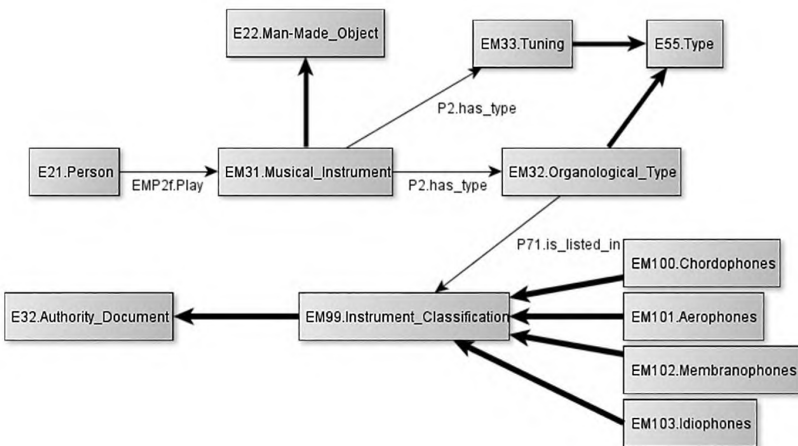 E22.Man-Made_Object
EM33.Tuning
E55.Type
P2.has_type
E21.Person
EMP2f.Play
EM31.Musical_Instrument
P2.has_type
EM32.Organological_Type
P71.is_listed_in
EM100.Chordophones
E32.Authority_Document
EM99.Instrument_Classification
EM101.Aerophones
EM102.Membranophones
EM103.Idiophones